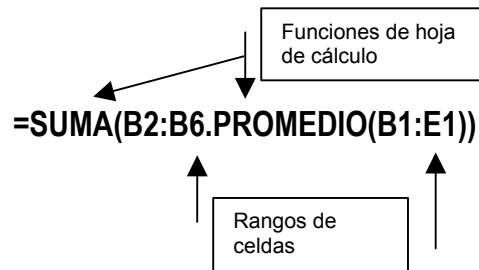 Funciones de hoja
de cálculo
=SUMA(B2:B6.PROMEDIO(B1:E1))
Rangos de
celdas